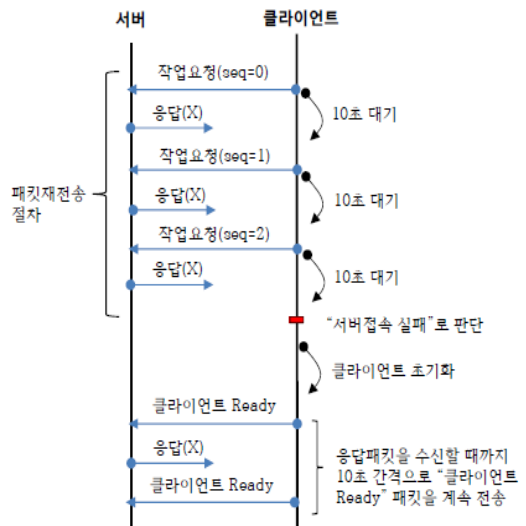 서버
클라이언트
작업요청(seq=0)
10초 대기
응답(X)
작업요청(seq=1)
패킷재전송
절차
10초 대기
응답(X)
작업요청(seq=2)
10초 대기
응답(X)
“서버접속 실패”로 판단
클라이언트 초기화
클라이언트 Ready
응답패킷을 수신할 때까지
10초 간격으로 “클라이언트
Ready” 패킷을 계속 전송
응답(X)
클라이언트 Ready